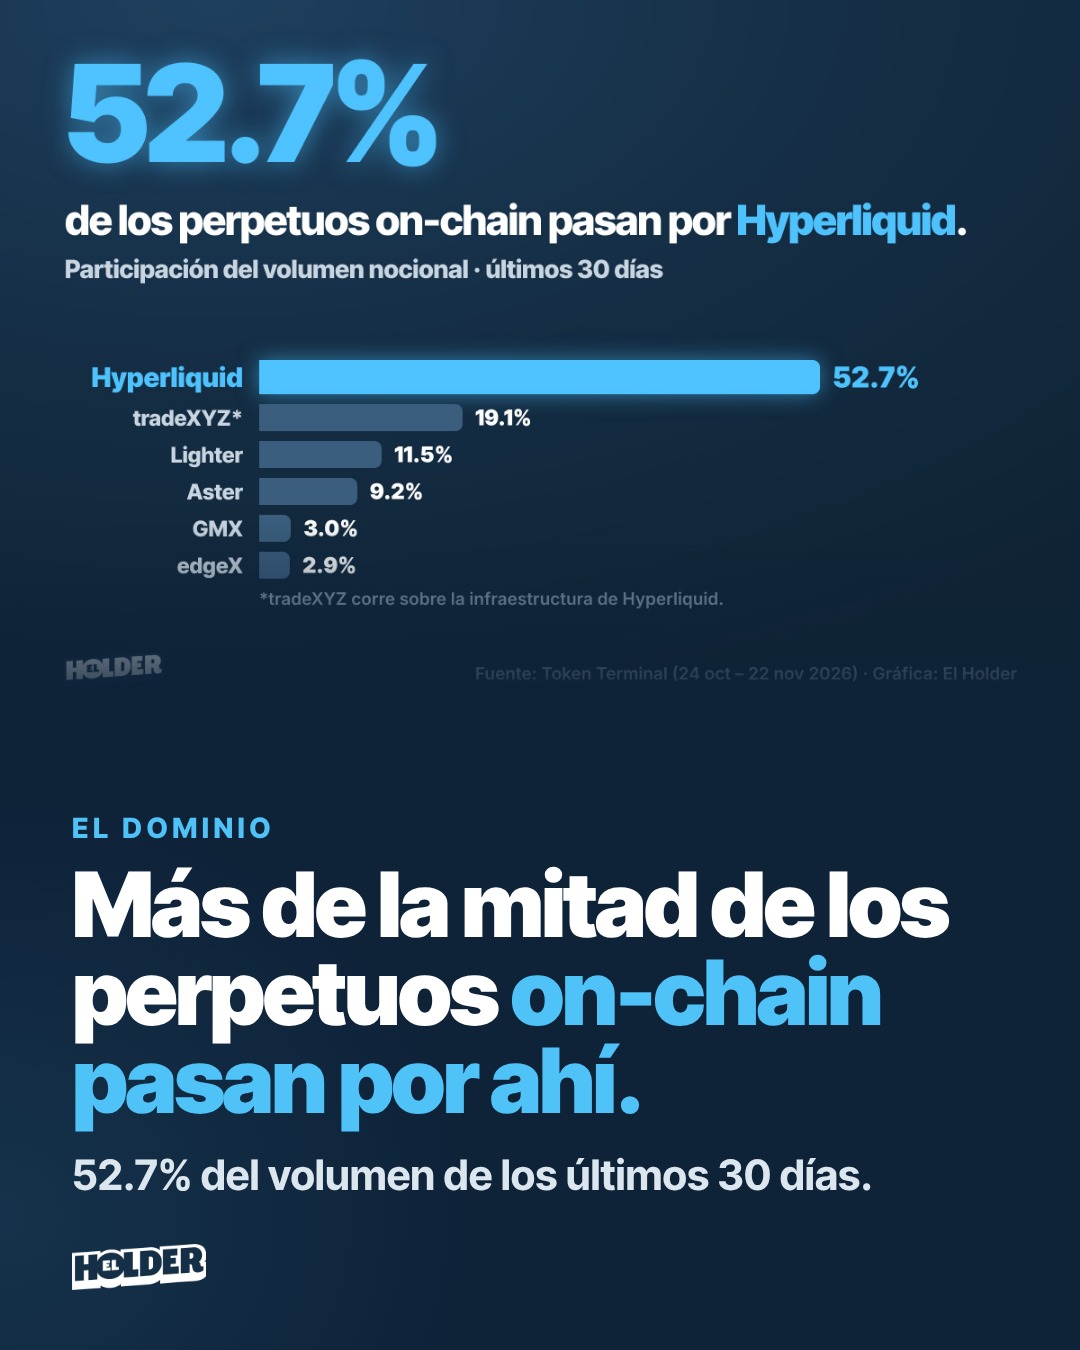 52.7%
de los perpetuos on-chain pasan por Hyperliquid.
Participación del volumen nocional · últimos 30 días
Hyperliquid 52.7%
tradeXYZ* 19.1%
Lighter 11.5%
Aster 9.2%
GMX 3.0%
edgeX 2.9%
*tradeXYZ corre sobre la infraestructura de Hyperliquid.
EL HOLDER
Fuente: Token Terminal (24 oct – 22 nov 2026) · Gráfica: El Holder
EL DOMINIO
Más de la mitad de los
perpetuos on-chain
pasan por ahí.
52.7% del volumen de los últimos 30 días.
EL HOLDER